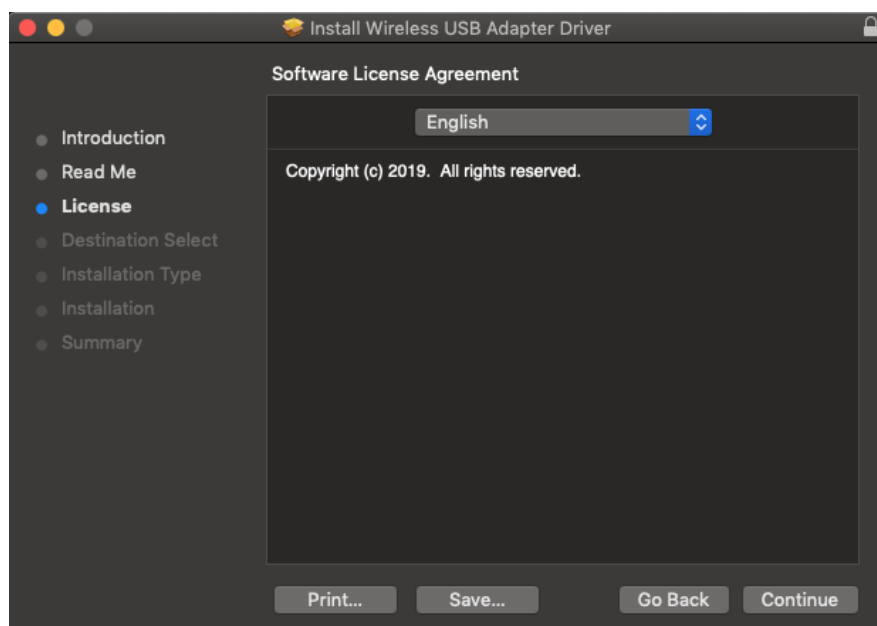 Install Wireless USB Adapter Driver
Software License Agreement
Introduction
Read Me
License
Destination Select
Installation Type
Installation
Summary
English
Copyright (c) 2019.  All rights reserved.
Print...
Save...
Go Back
Continue